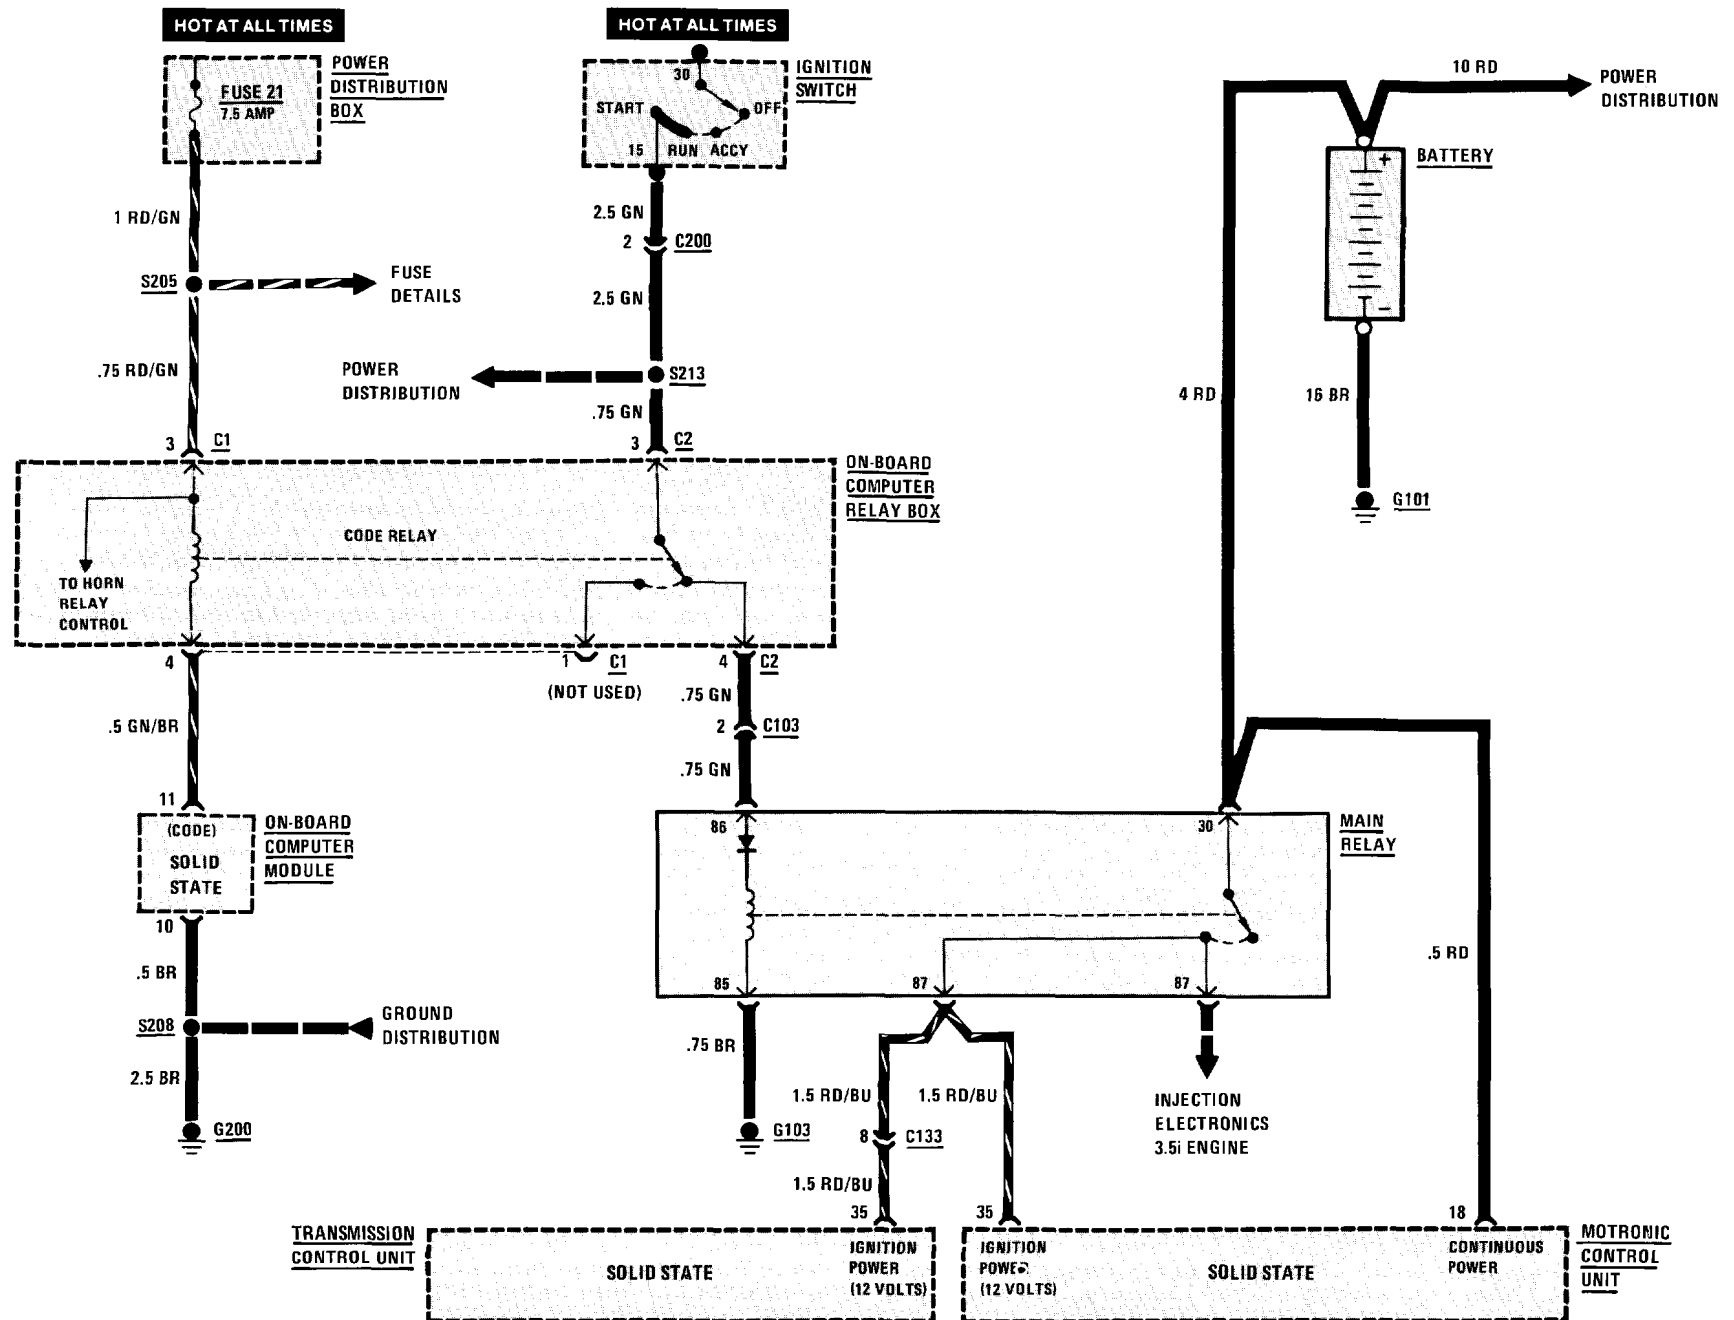 HOT AT ALL TIMES
HOT AT ALL TIMES
POWER
DISTRIBUTION
BOX
FUSE 21
7.5 AMP
IGNITION
SWITCH
30
START
OFF
15
RUN
ACCY
10 RD
POWER
DISTRIBUTION
+
BATTERY
−
1 RD/GN
2.5 GN
2
C200
S205
FUSE
DETAILS
2.5 GN
.75 RD/GN
POWER
DISTRIBUTION
S213
.75 GN
4 RD
16 BR
3
C1
3
C2
ON-BOARD
COMPUTER
RELAY BOX
G101
CODE RELAY
TO HORN
RELAY
CONTROL
4
1
C1
(NOT USED)
4
C2
.75 GN
.5 GN/BR
2
C103
.75 GN
11
(CODE)
SOLID
STATE
ON-BOARD
COMPUTER
MODULE
86
30
MAIN
RELAY
10
.5 BR
.5 RD
85
87
87
S208
GROUND
DISTRIBUTION
.75 BR
2.5 BR
1.5 RD/BU
1.5 RD/BU
INJECTION
ELECTRONICS
3.5i ENGINE
G200
G103
8
C133
1.5 RD/BU
35
35
18
TRANSMISSION
CONTROL UNIT
SOLID STATE
IGNITION
POWER
(12 VOLTS)
IGNITION
POWER
(12 VOLTS)
SOLID STATE
CONTINUOUS
POWER
MOTRONIC
CONTROL
UNIT